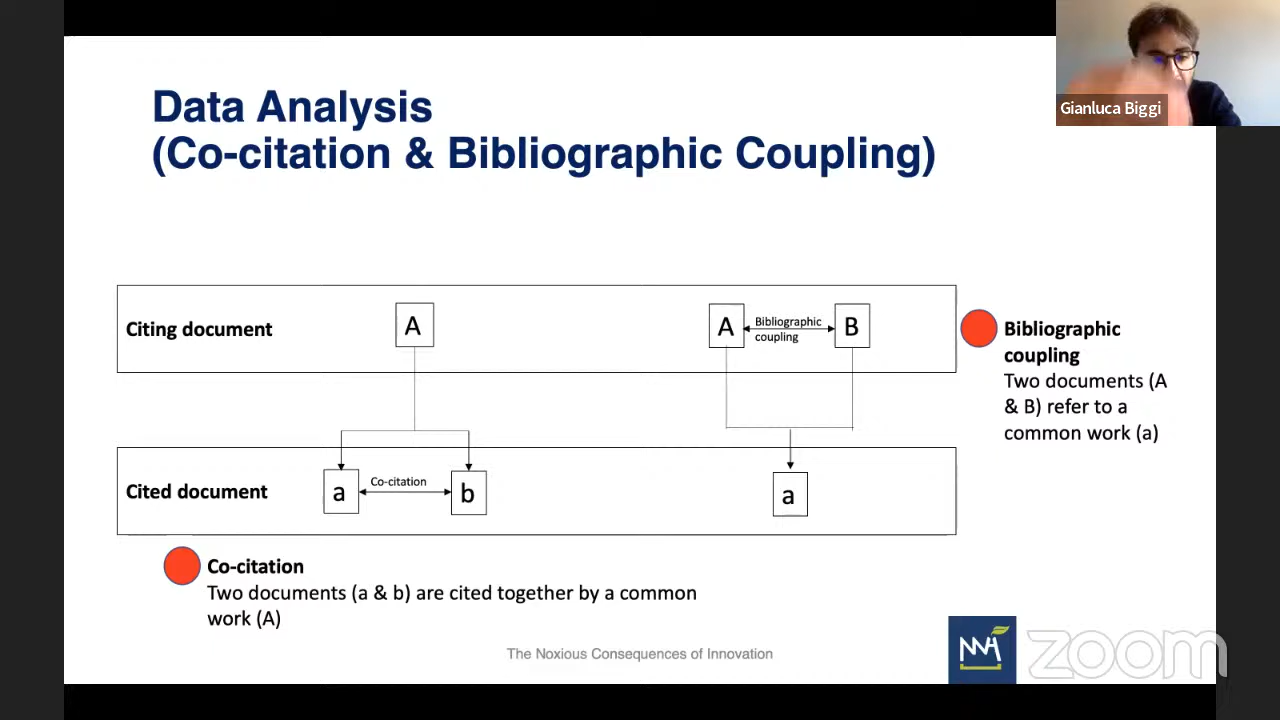 Gianluca Biggi
Data Analysis
(Co-citation & Bibliographic Coupling)
Citing document
A
A
Bibliographic
coupling
B
Bibliographic
coupling
Two documents (A
& B) refer to a
common work (a)
Cited document
a
Co-citation
b
a
Co-citation
Two documents (a & b) are cited together by a common
work (A)
The Noxious Consequences of Innovation
zoom